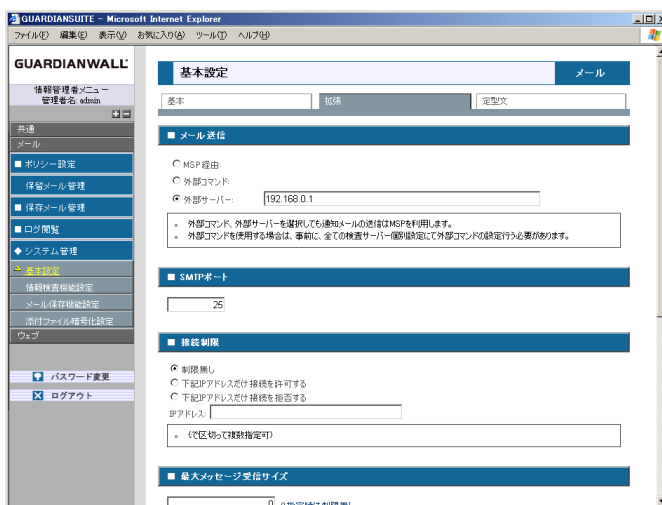 GUARDIANSUITE - Microsoft Internet Explorer
ファイル(F) 編集(E) 表示(V) お気に入り(A) ツール(T) ヘルプ(H)
GUARDIANWALL
情報管理者メニュー
管理者名: admin
共通
メール
■ ポリシー設定
保留メール管理
■ 保存メール管理
■ ログ閲覧
◆ システム管理
基本設定
情報検査機能設定
メール保存機能設定
添付ファイル暗号化設定
ウェブ
パスワード変更
ログアウト
基本設定 メール
基本 拡張 定型文
■ メール送信
MSP経由:
外部コマンド:
外部サーバー: 192.168.0.1
。 外部コマンド、外部サーバーを選択しても通知メールの送信はMSPを利用します。
。 外部コマンドを使用する場合は、事前に、全ての検査サーバー個別設定にて外部コマンドの設定行う必要があります。
■ SMTPポート
25
■ 接続制限
制限無し
下記IPアドレスだけ接続を許可する
下記IPアドレスだけ接続を拒否する
IPアドレス:
。 (で区切って複数指定可)
■ 最大メッセージ受信サイズ
0 0指定時は制限無し